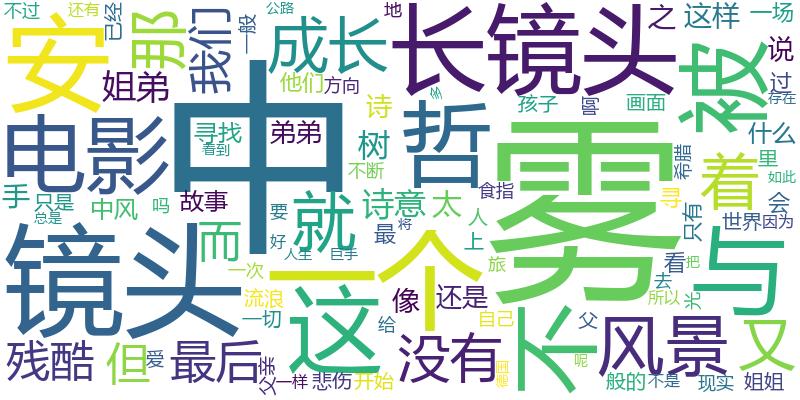 不过
还有
已经
那
我们
一般
公路
成长
地
长镜头
之
这样
一场
安
姐弟
他们
方向
诗
孩子
画面
被
说
过
多
存在
电影
中
寻找
看到
弟弟
树
哲
雾
什么
里
希腊
如此
不断
手
只是
总是
中风
吗
故事
要
就
诗意
太
食指
着
寻
会
世界
因为
只有
镜头
而
好
人生
巨手
最
将
人
上
一个
旅
不
与
看
把
去
一次
流浪
一切
这
像
还是
给
自己
父
风景
所以
光
又
残酷
但
爱
最后
父亲
一样
悲伤
开始
没有
德国
呢
般的
不是
现实
姐姐